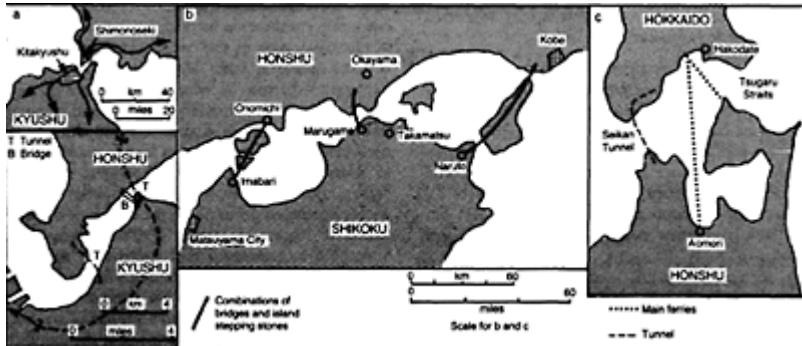 a
Shimonoseki
Kitakyushu
0 km 40
0 miles 20
KYUSHU
T Tunnel
B Bridge
HONSHU
T
B
T
KYUSHU
0 km 4
0 miles 4
b
HONSHU
Okayama
Kobe
Onomichi
Marugame
Takamatsu
Naruto
Imabari
Matsuyama City
SHIKOKU
Combinations of
bridges and island
stepping stones
0 km 60
0 miles 60
Scale for b and c
c
HOKKAIDO
Hakodate
Tsugaru
Straits
Seikan
Tunnel
Aomori
HONSHU
Main ferries
Tunnel